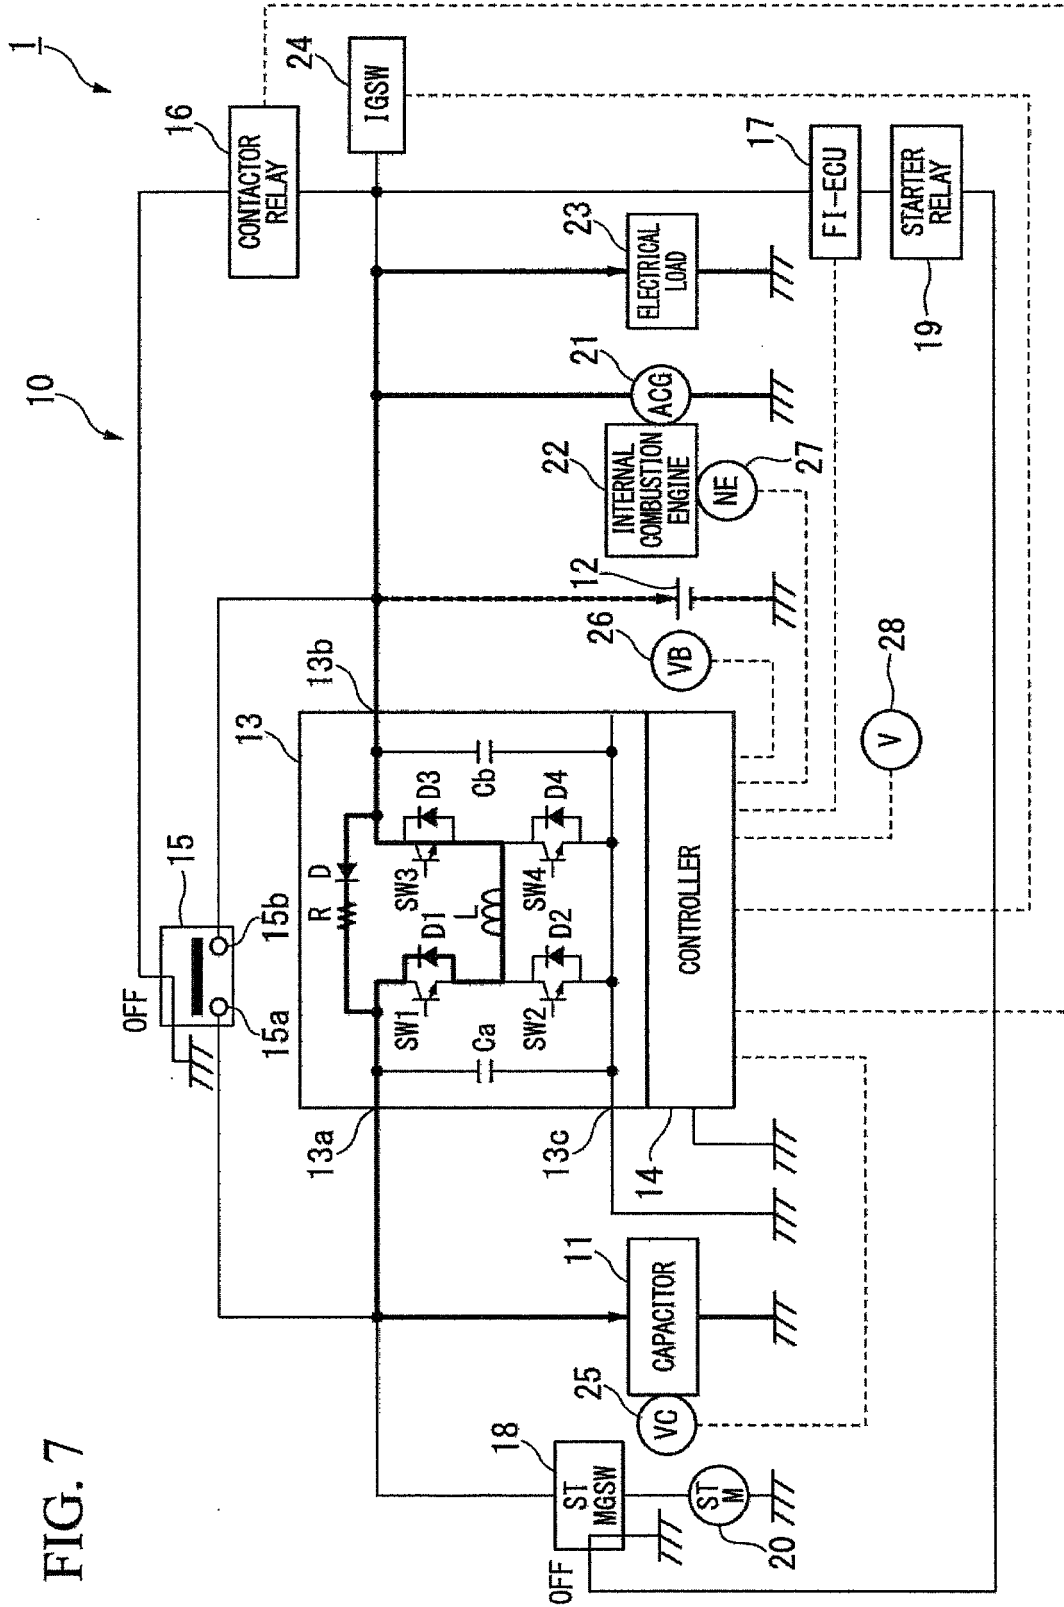 FIG. 7
1
10
16
CONTACTOR
RELAY
24
IGSW
OFF
15
15a
15b
13
13a
13b
13c
R
D
SW1
D1
SW3
D3
L
SW2
D2
SW4
D4
Ca
Cb
CONTROLLER
14
11
CAPACITOR
25
VC
18
ST
MGSW
OFF
ST
M
20
26
VB
12
22
INTERNAL
COMBUSTION
ENGINE
21
ACG
NE
27
23
ELECTRICAL
LOAD
17
FI-ECU
STARTER
RELAY
19
28
V